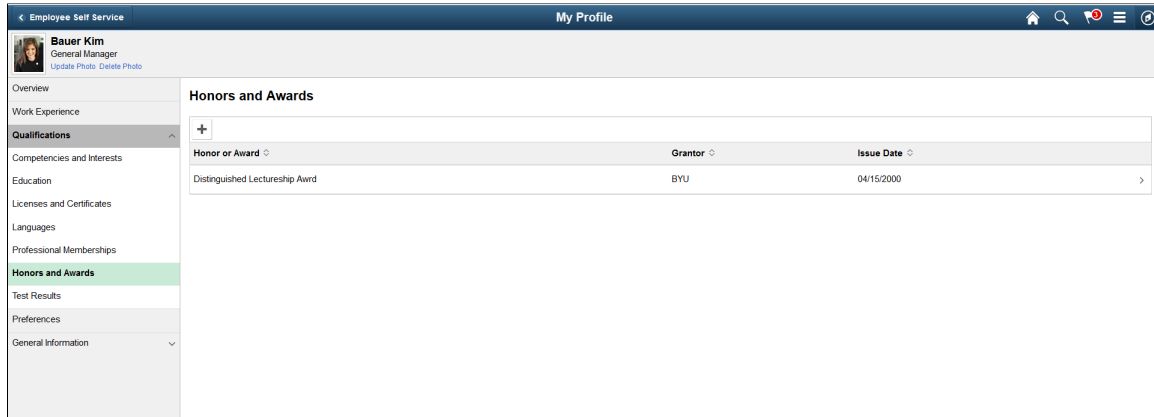 Employee Self Service
My Profile
3
Bauer Kim
General Manager
Update Photo Delete Photo
Overview
Work Experience
Qualifications
Competencies and Interests
Education
Licenses and Certificates
Languages
Professional Memberships
Honors and Awards
Test Results
Preferences
General Information
Honors and Awards
+
Honor or Award Grantor Issue Date
Distinguished Lectureship Awrd BYU 04/15/2000